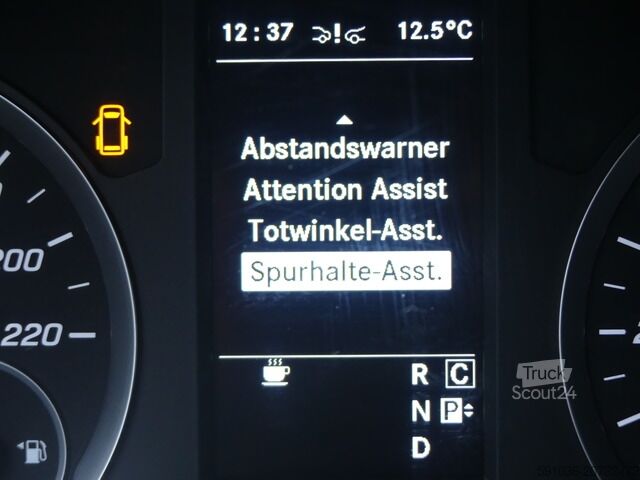 12:37 12.5°C
Abstandswarner
Attention Assist
Totwinkel-Asst.
Spurhalte-Asst.
200
220
R C
N P
D
Truck
Scout24